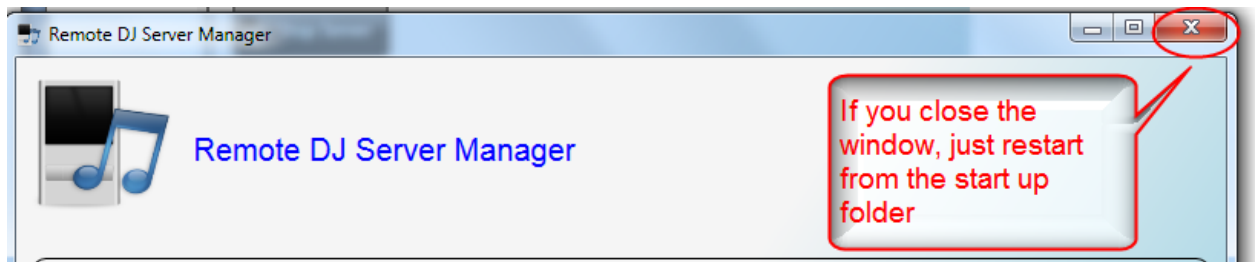 Remote DJ Server Manager
Remote DJ Server Manager
If you close the
window, just restart
from the start up
folder